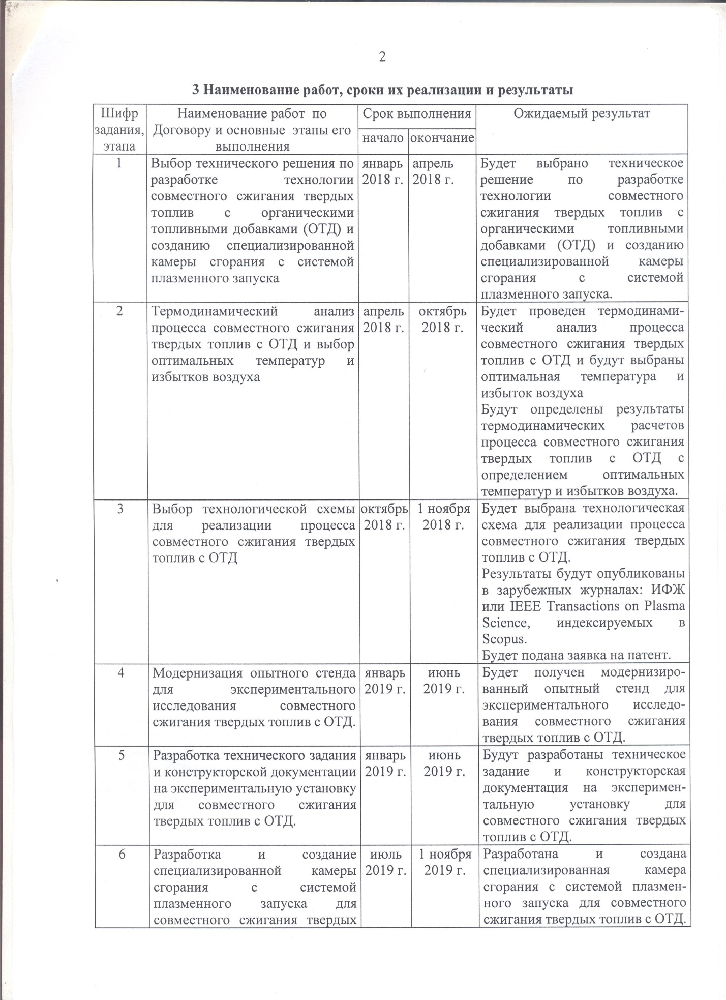 2
3 Наименование работ, сроки их реализации и результаты
Шифр
задания,
этапа
Наименование работ по
Договору и основные этапы его
выполнения
Срок выполнения
начало
окончание
Ожидаемый результат
1
Выбор технического решения по
разработке технологии
совместного сжигания твердых
топлив с органическими
топливными добавками (ОТД) и
созданию специализированной
камеры сгорания с системой
плазменного запуска
январь
2018 г.
апрель
2018 г.
Будет выбрано техническое
решение по разработке
технологии совместного
сжигания твердых топлив с
органическими топливными
добавками (ОТД) и созданию
специализированной камеры
сгорания с системой
плазменного запуска.
2
Термодинамический анализ
процесса совместного сжигания
твердых топлив с ОТД и выбор
оптимальных температур и
избытков воздуха
апрель
2018 г.
октябрь
2018 г.
Будет проведен термодинами-
ческий анализ процесса
совместного сжигания твердых
топлив с ОТД и будут выбраны
оптимальная температура и
избыток воздуха
Будут определены результаты
термодинамических расчетов
процесса совместного сжигания
твердых топлив с ОТД с
определением оптимальных
температур и избытков воздуха.
3
Выбор технологической схемы
для реализации процесса
совместного сжигания твердых
топлив с ОТД
октябрь
2018 г.
1 ноября
2018 г.
Будет выбрана технологическая
схема для реализации процесса
совместного сжигания твердых
топлив с ОТД.
Результаты будут опубликованы
в зарубежных журналах: ИФЖ
или IEEE Transactions on Plasma
Science, индексируемых в
Scopus.
Будет подана заявка на патент.
4
Модернизация опытного стенда
для экспериментального
исследования совместного
сжигания твердых топлив с ОТД.
январь
2019 г.
июнь
2019 г.
Будет получен модернизиро-
ванный опытный стенд для
экспериментального исследо-
вания совместного сжигания
твердых топлив с ОТД.
5
Разработка технического задания
и конструкторской документации
на экспериментальную установку
для совместного сжигания
твердых топлив с ОТД.
январь
2019 г.
июнь
2019 г.
Будут разработаны техническое
задание и конструкторская
документация на эксперимен-
тальную установку для
совместного сжигания твердых
топлив с ОТД.
6
Разработка и создание
специализированной камеры
сгорания с системой
плазменного запуска для
совместного сжигания твердых
июль
2019 г.
1 ноября
2019 г.
Разработана и создана
специализированная камера
сгорания с системой плазмен-
ного запуска для совместного
сжигания твердых топлив с ОТД.